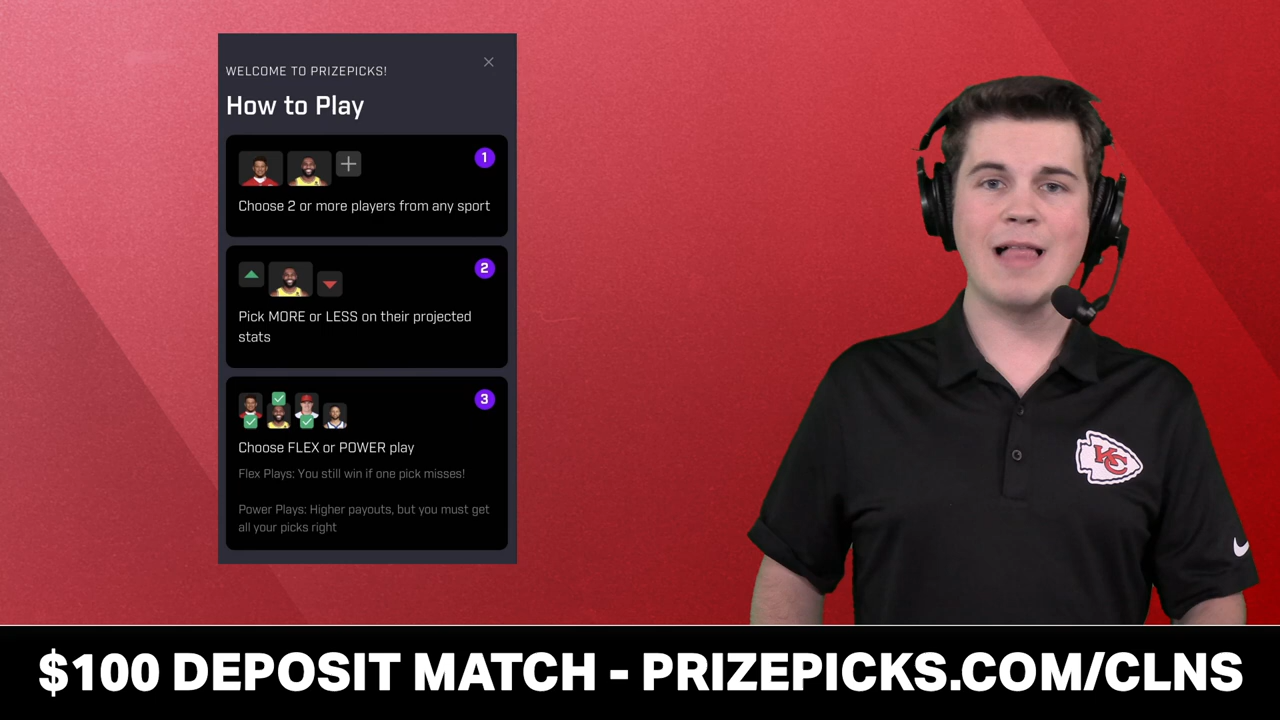 WELCOME TO PRIZEPICKS!
How to Play
1
Choose 2 or more players from any sport
2
Pick MORE or LESS on their projected
stats
3
Choose FLEX or POWER play
Flex Plays: You still win if one pick misses!
Power Plays: Higher payouts, but you must get
all your picks right
KC
$100 DEPOSIT MATCH - PRIZEPICKS.COM/CLNS